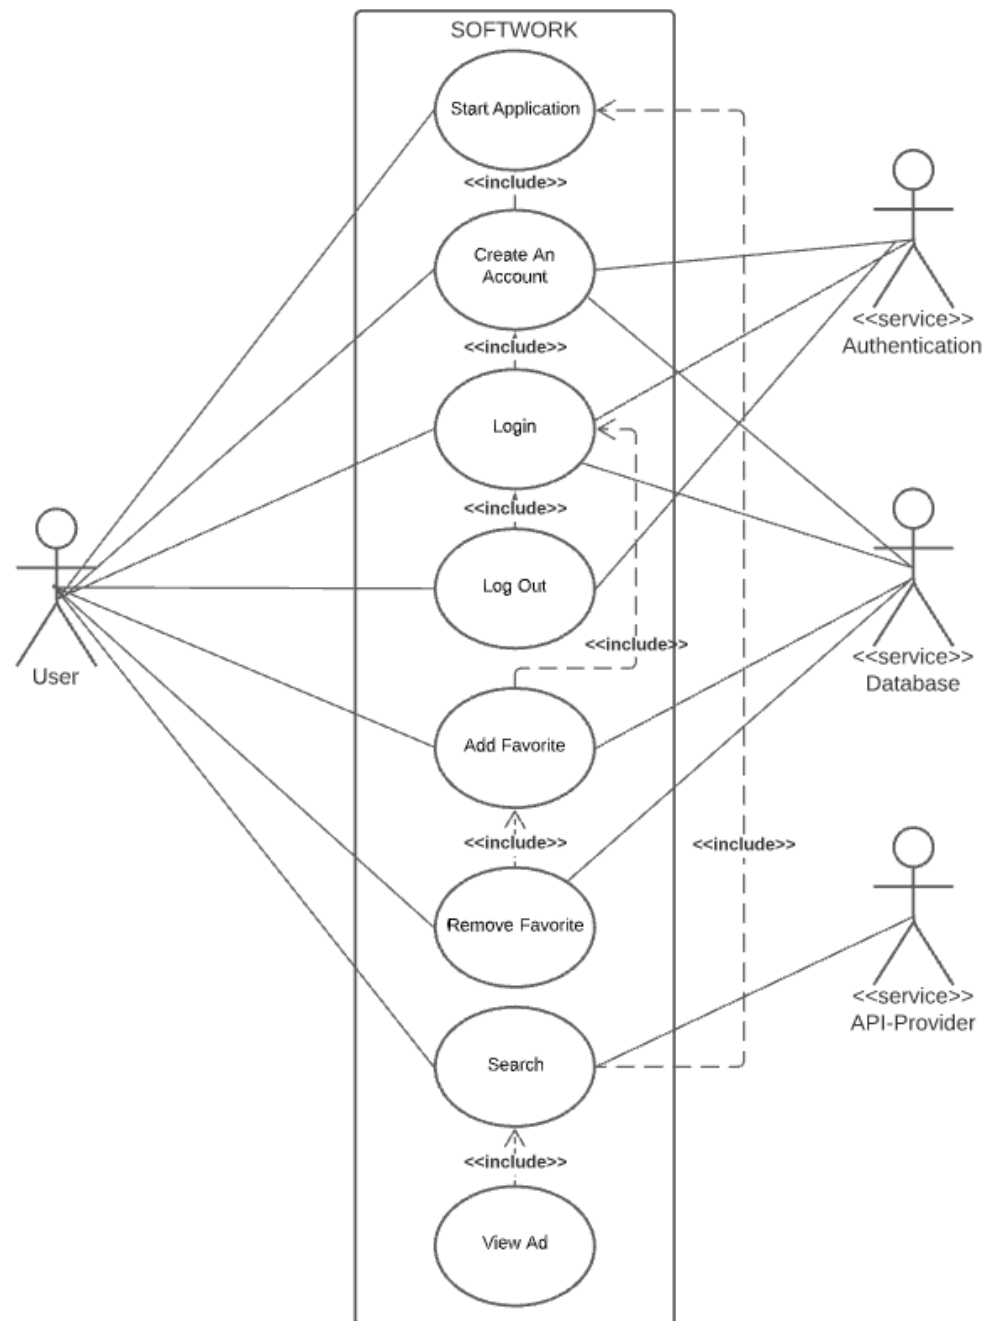 SOFTWORK
Start Application
<<include>>
Create An
Account
<<service>>
Authentication
<<include>>
Login
<<include>>
Log Out
<<include>>
User
<<service>>
Database
Add Favorite
<<include>>
<<include>>
Remove Favorite
<<service>>
API-Provider
Search
<<include>>
View Ad